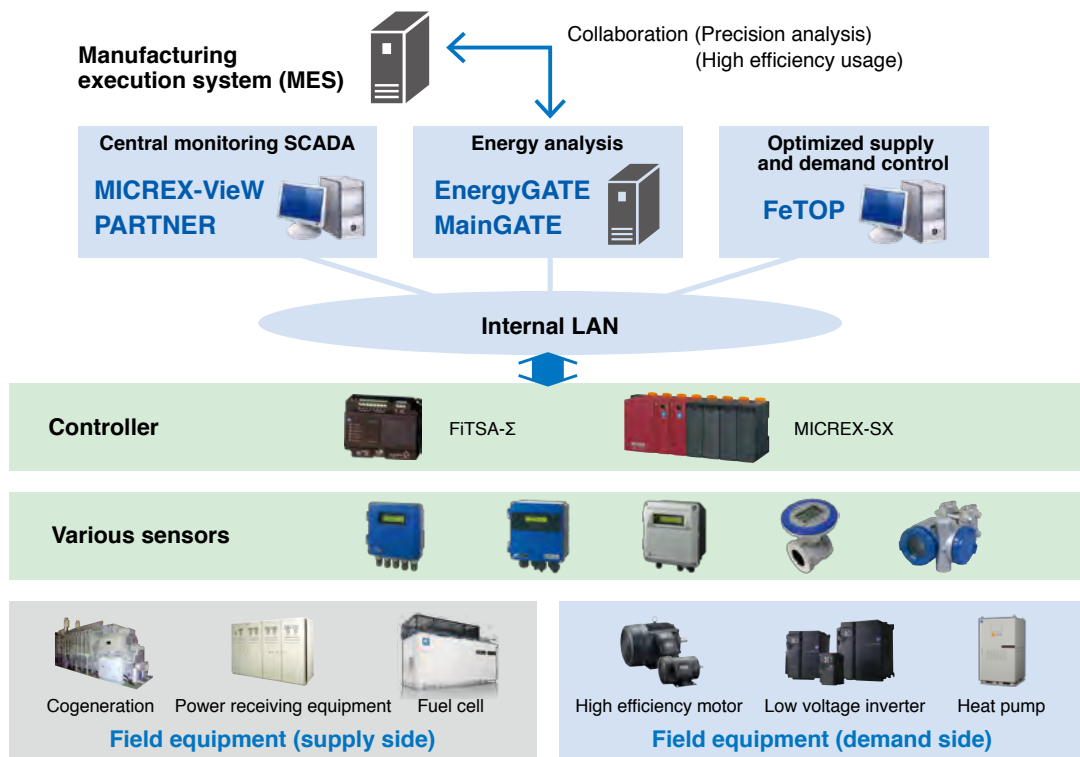 Manufacturing
execution system (MES)
Collaboration (Precision analysis)
(High efficiency usage)
Central monitoring SCADA
MICREX-VieW
PARTNER
Energy analysis
EnergyGATE
MainGATE
Optimized supply
and demand control
FeTOP
Internal LAN
Controller
FiTSA-Σ
MICREX-SX
Various sensors
Cogeneration
Power receiving equipment
Fuel cell
Field equipment (supply side)
High efficiency motor
Low voltage inverter
Heat pump
Field equipment (demand side)